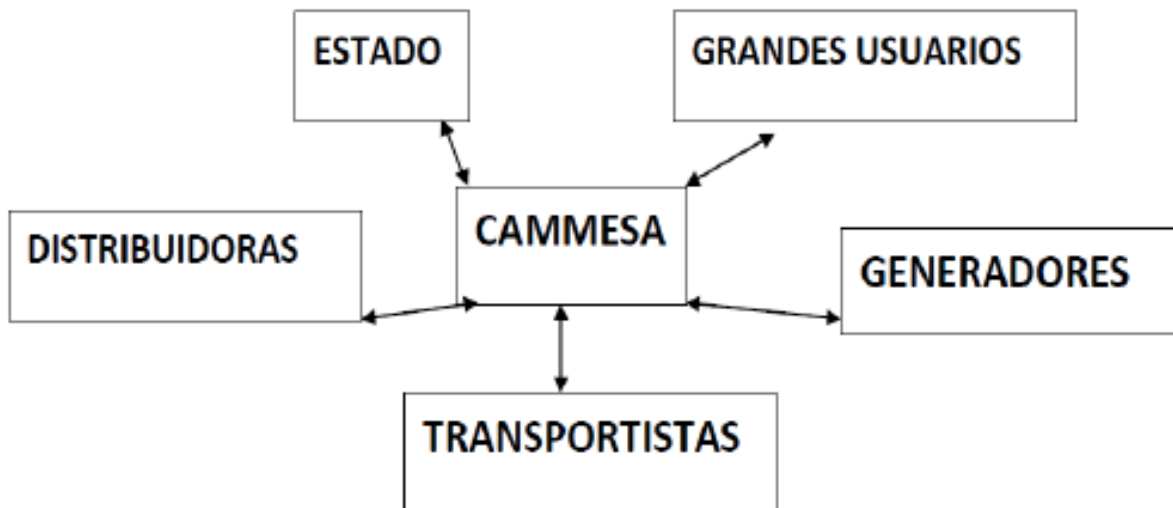 ESTADO
GRANDES USUARIOS
CAMMESA
DISTRIBUIDORAS
GENERADORES
TRANSPORTISTAS